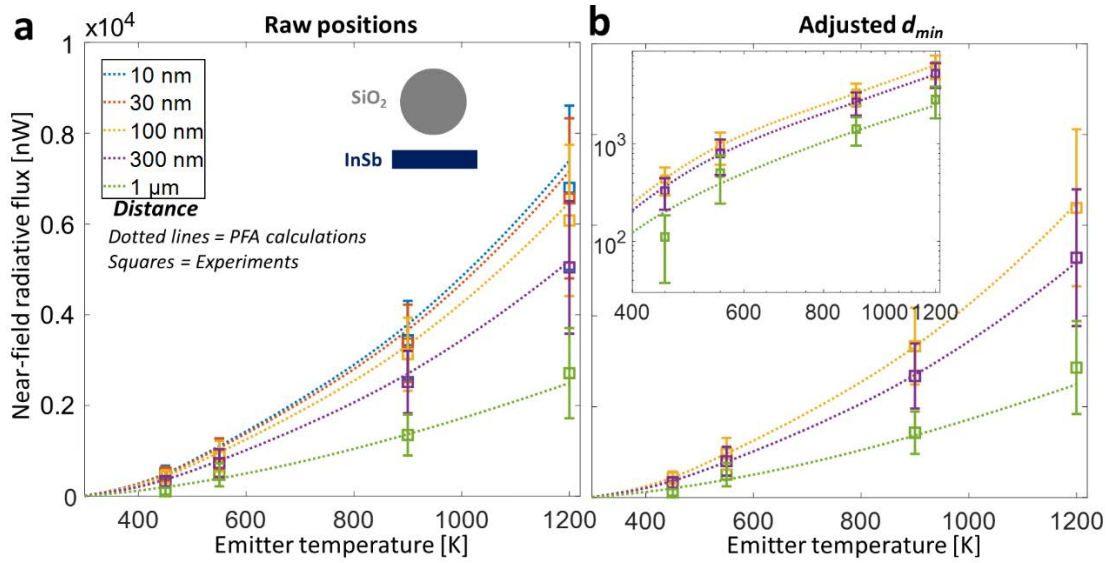 a
Raw positions
x10⁴
1
0.8
0.6
0.4
0.2
0
Near-field radiative flux [nW]
10 nm
30 nm
100 nm
300 nm
1 µm
Distance
Dotted lines = PFA calculations
Squares = Experiments
SiO₂
InSb
400
600
800
1000
1200
Emitter temperature [K]
b
Adjusted dmin
10³
10²
400
600
800
1000
1200
400
600
800
1000
1200
Emitter temperature [K]